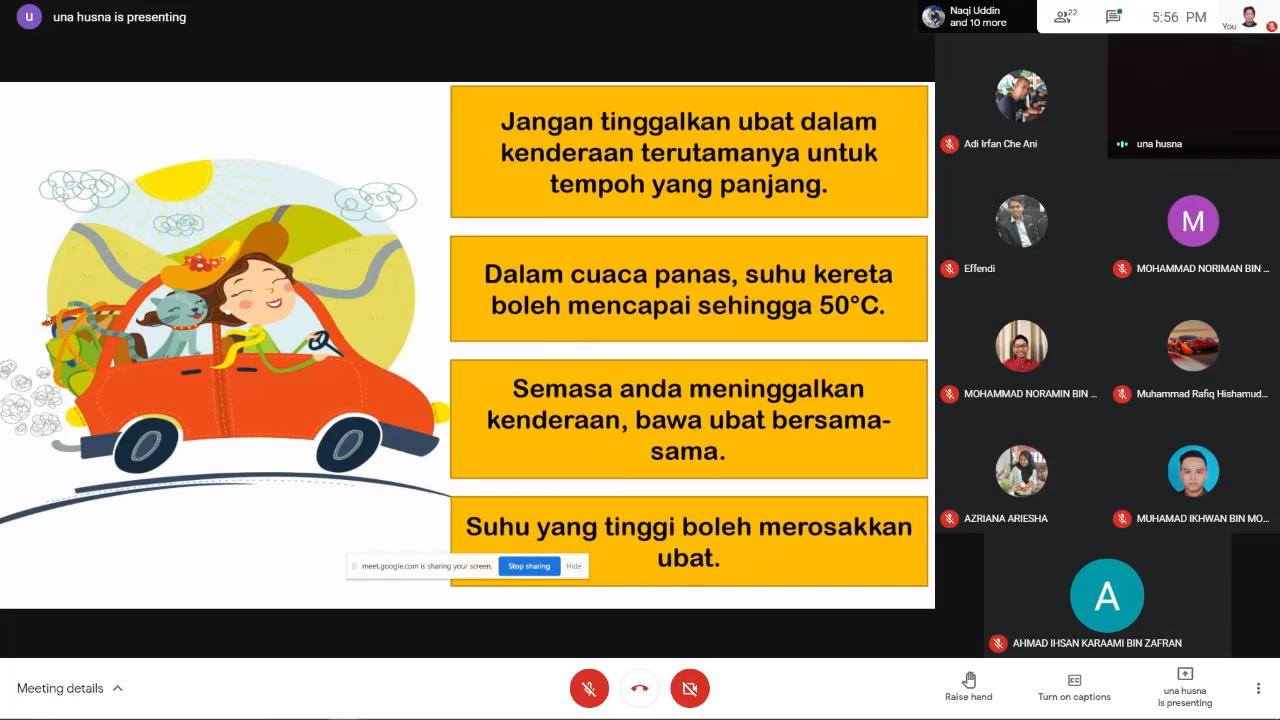 u
una husna is presenting
Naqi Uddin
and 10 more
22
5:56 PM
You
Jangan tinggalkan ubat dalam
kenderaan terutamanya untuk
tempoh yang panjang.
Dalam cuaca panas, suhu kereta
boleh mencapai sehingga 50°C.
Semasa anda meninggalkan
kenderaan, bawa ubat bersama-
sama.
Suhu yang tinggi boleh merosakkan
ubat.
meet.google.com is sharing your screen.
Stop sharing
Hide
Adi Irfan Che Ani
una husna
Effendi
M
MOHAMMAD NORIMAN BIN ...
MOHAMMAD NORAMIN BIN ...
Muhammad Rafiq Hishamud...
AZRIANA ARIESHA
MUHAMAD IKHWAN BIN MO...
A
AHMAD IHSAN KARAAMI BIN ZAFRAN
Meeting details
Raise hand
CC
Turn on captions
una husna
is presenting